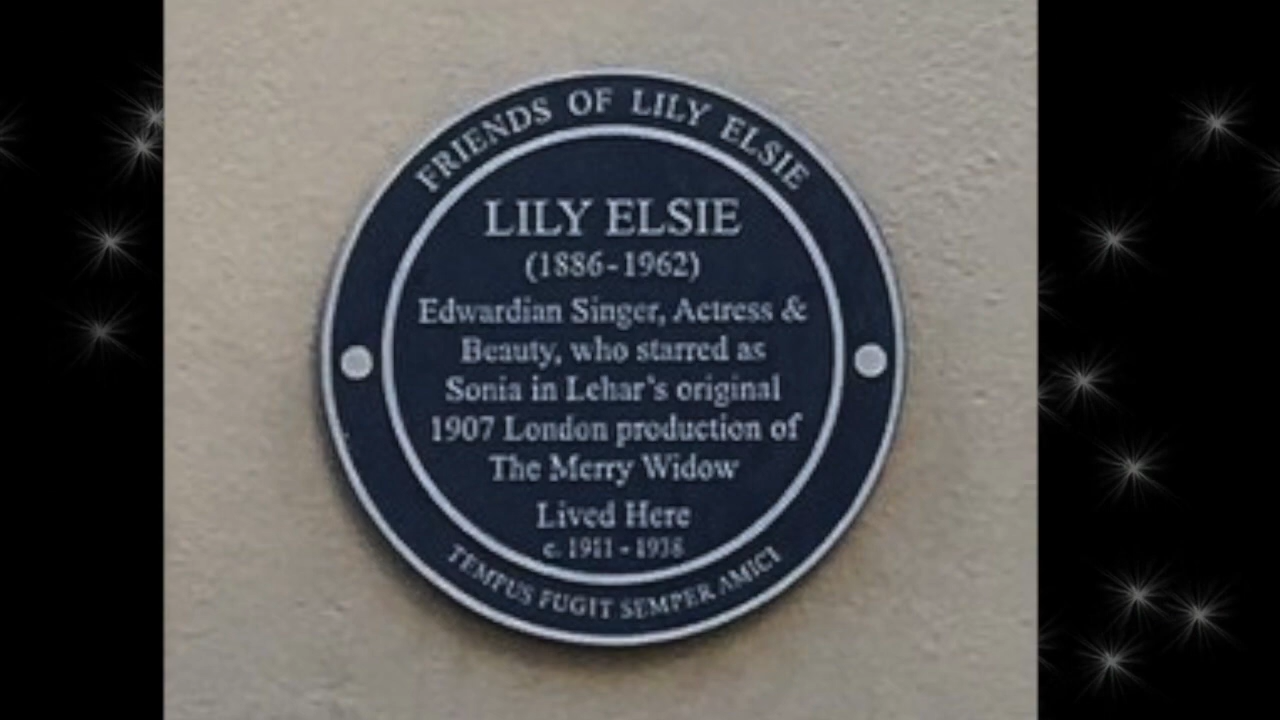 FRIENDS OF LILY ELSIE
LILY ELSIE
(1886-1962)
Edwardian Singer, Actress &
Beauty, who starred as
Sonia in Lehar's original
1907 London production of
The Merry Widow
Lived Here
c. 1911 - 1938
TEMPUS FUGIT SEMPER AMICI